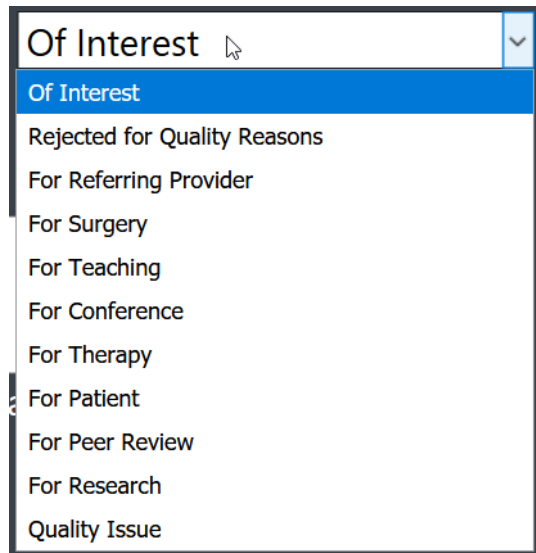 Of Interest
Of Interest
Rejected for Quality Reasons
For Referring Provider
For Surgery
For Teaching
For Conference
For Therapy
For Patient
For Peer Review
For Research
Quality Issue